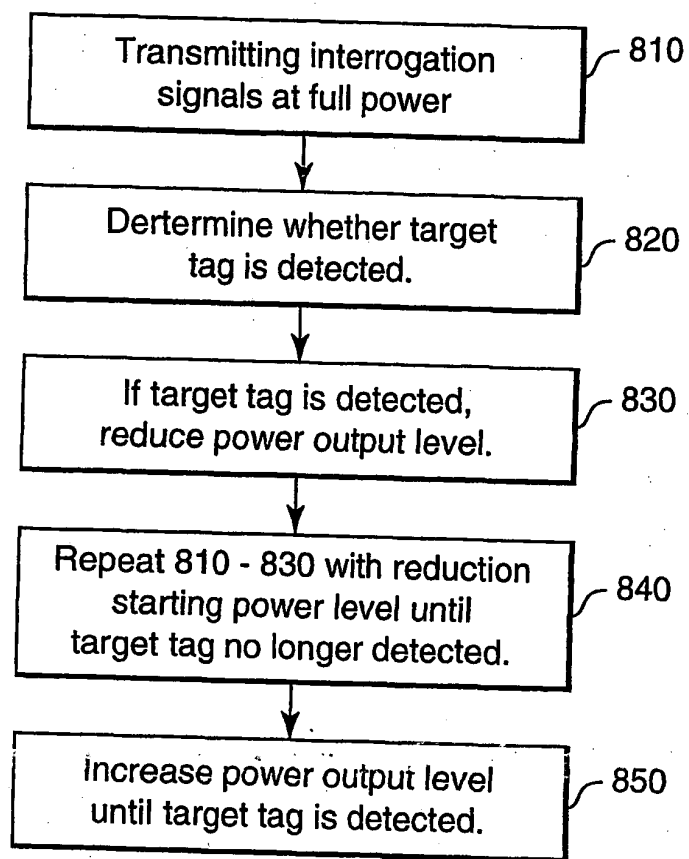 Transmitting interrogation
signals at full power
810
Dertermine whether target
tag is detected.
820
If target tag is detected,
reduce power output level.
830
Repeat 810 - 830 with reduction
starting power level until
target tag no longer detected.
840
Increase power output level
until target tag is detected.
850